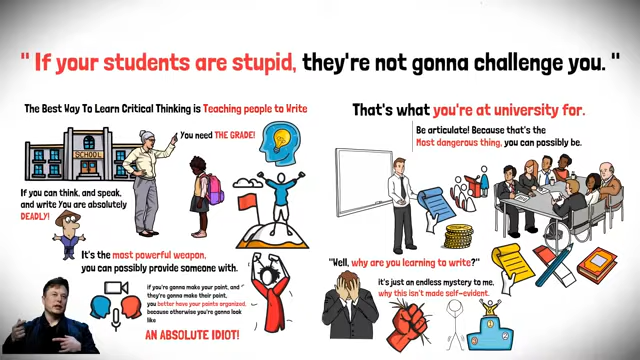 " If your students are stupid, they're not gonna challenge you. "
The Best Way To Learn Critical Thinking is Teaching people to Write
SCHOOL
You need THE GRADE!
If you can think, and speak,
and write You are absolutely
DEADLY!
It's the most powerful weapon,
you can possibly provide someone with.
If you're gonna make your point, and
they're gonna make their point,
you better have your points organized,
because otherwise you're gonna look
like
AN ABSOLUTE IDIOT!
That's what you're at university for.
Be articulate! Because that's the
Most dangerous thing, you can possibly be.
"Well, why are you learning to write?"
it's just an endless mystery to me,
why this isn't made self-evident.